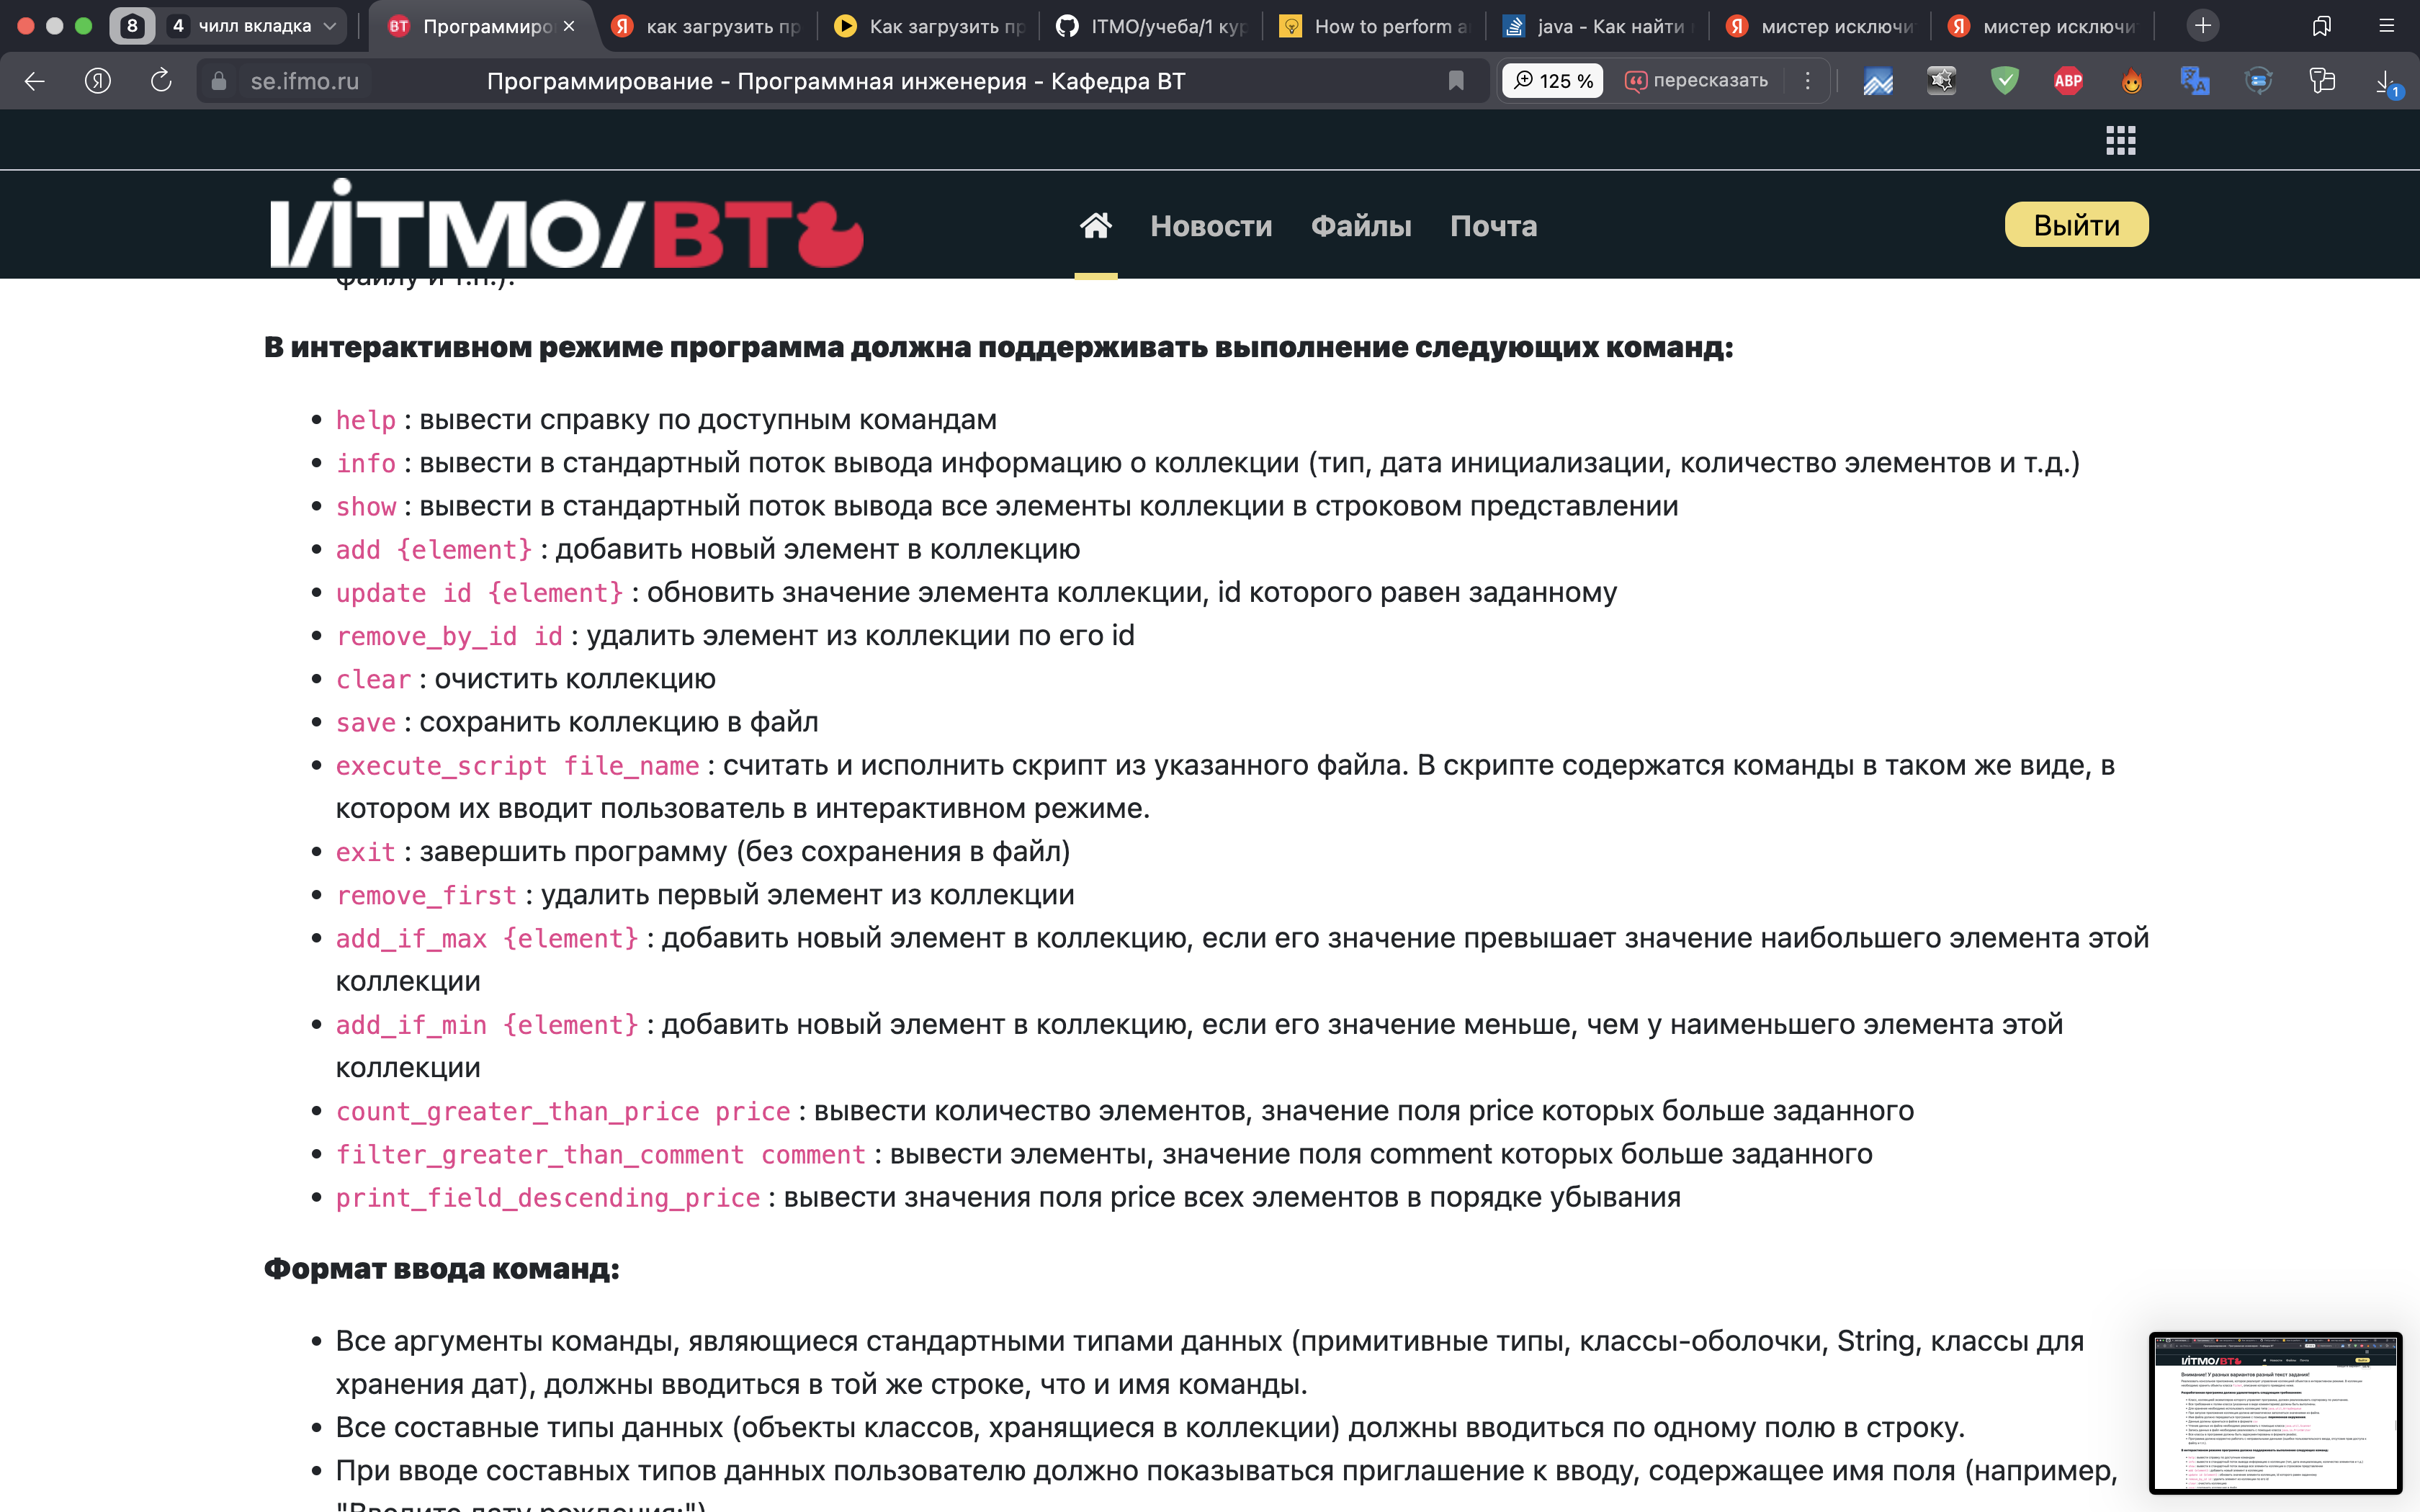 8 4 чилл вкладка ВТ Программиро Я как загрузить пр Как загрузить пр ITMO/учеба/1 кур How to perform a java - Как найти Я мистер исключи Я мистер исключи
Я se.ifmo.ru Программирование - Программная инженерия - Кафедра ВТ 125 % пересказать ABP 1
ИТМО/ВТ Новости Файлы Почта Выйти
файлу и т.п.).
В интерактивном режиме программа должна поддерживать выполнение следующих команд:
help : вывести справку по доступным командам
info : вывести в стандартный поток вывода информацию о коллекции (тип, дата инициализации, количество элементов и т.д.)
show : вывести в стандартный поток вывода все элементы коллекции в строковом представлении
add {element} : добавить новый элемент в коллекцию
update id {element} : обновить значение элемента коллекции, id которого равен заданному
remove_by_id id : удалить элемент из коллекции по его id
clear : очистить коллекцию
save : сохранить коллекцию в файл
execute_script file_name : считать и исполнить скрипт из указанного файла. В скрипте содержатся команды в таком же виде, в
котором их вводит пользователь в интерактивном режиме.
exit : завершить программу (без сохранения в файл)
remove_first : удалить первый элемент из коллекции
add_if_max {element} : добавить новый элемент в коллекцию, если его значение превышает значение наибольшего элемента этой
коллекции
add_if_min {element} : добавить новый элемент в коллекцию, если его значение меньше, чем у наименьшего элемента этой
коллекции
count_greater_than_price price : вывести количество элементов, значение поля price которых больше заданного
filter_greater_than_comment comment : вывести элементы, значение поля comment которых больше заданного
print_field_descending_price : вывести значения поля price всех элементов в порядке убывания
Формат ввода команд:
Все аргументы команды, являющиеся стандартными типами данных (примитивные типы, классы-оболочки, String, классы для
хранения дат), должны вводиться в той же строке, что и имя команды.
Все составные типы данных (объекты классов, хранящиеся в коллекции) должны вводиться по одному полю в строку.
При вводе составных типов данных пользователю должно показываться приглашение к вводу, содержащее имя поля (например,
"Введите дату рождения:")